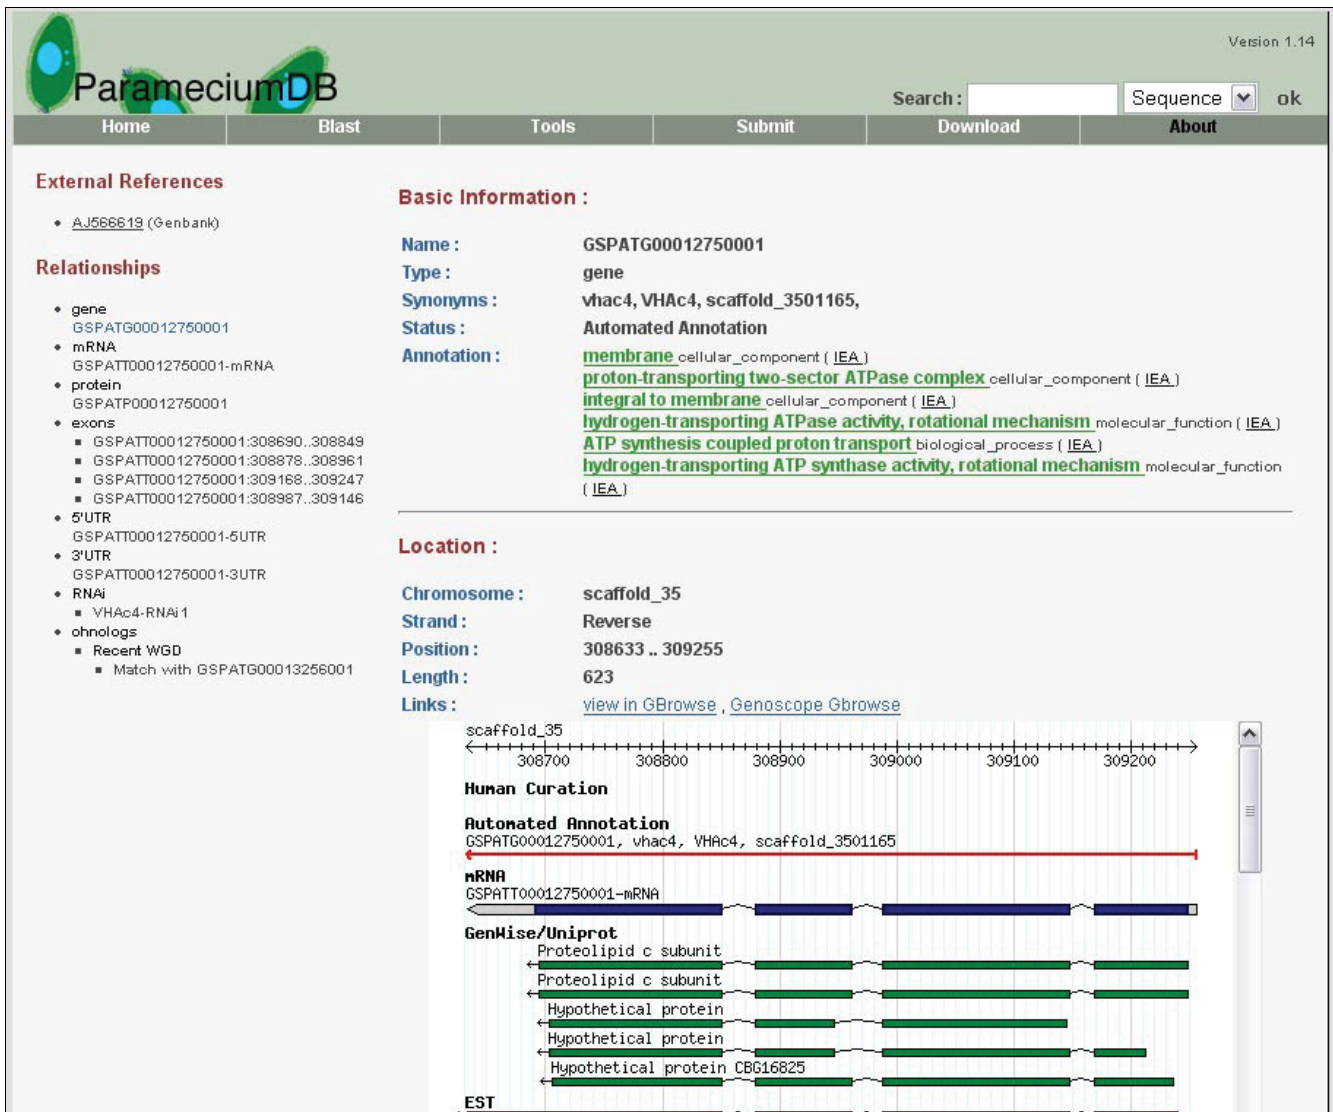 Version 1.14
ParameciumDB
Search : Sequence ok
Home Blast Tools Submit Download About
External References
• AJ566619 (Genbank)
Relationships
• gene
GSPATG00012750001
• mRNA
GSPATT00012750001-mRNA
• protein
GSPATP00012750001
• exons
▪ GSPATT00012750001:308690..308849
▪ GSPATT00012750001:308878..308961
▪ GSPATT00012750001:309168..309247
▪ GSPATT00012750001:308987..309146
• 5'UTR
GSPATT00012750001-5UTR
• 3'UTR
GSPATT00012750001-3UTR
• RNAi
▪ VHAc4-RNAi1
• ohnologs
▪ Recent WGD
▪ Match with GSPATG00013256001
Basic Information :
Name : GSPATG00012750001
Type : gene
Synonyms : vhac4, VHAc4, scaffold_3501165,
Status : Automated Annotation
Annotation : membrane cellular_component ( IEA )
proton-transporting two-sector ATPase complex cellular_component ( IEA )
integral to membrane cellular_component ( IEA )
hydrogen-transporting ATPase activity, rotational mechanism molecular_function ( IEA )
ATP synthesis coupled proton transport biological_process ( IEA )
hydrogen-transporting ATP synthase activity, rotational mechanism molecular_function
( IEA )
Location :
Chromosome : scaffold_35
Strand : Reverse
Position : 308633 .. 309255
Length : 623
Links : view in GBrowse , Genoscope Gbrowse
scaffold_35
308700 308800 308900 309000 309100 309200
Human Curation
Automated Annotation
GSPATG00012750001, vhac4, VHAc4, scaffold_3501165
mRNA
GSPATT00012750001-mRNA
GenWise/Uniprot
Proteolipid c subunit
Proteolipid c subunit
Hypothetical protein
Hypothetical protein
Hypothetical protein CBG16825
EST